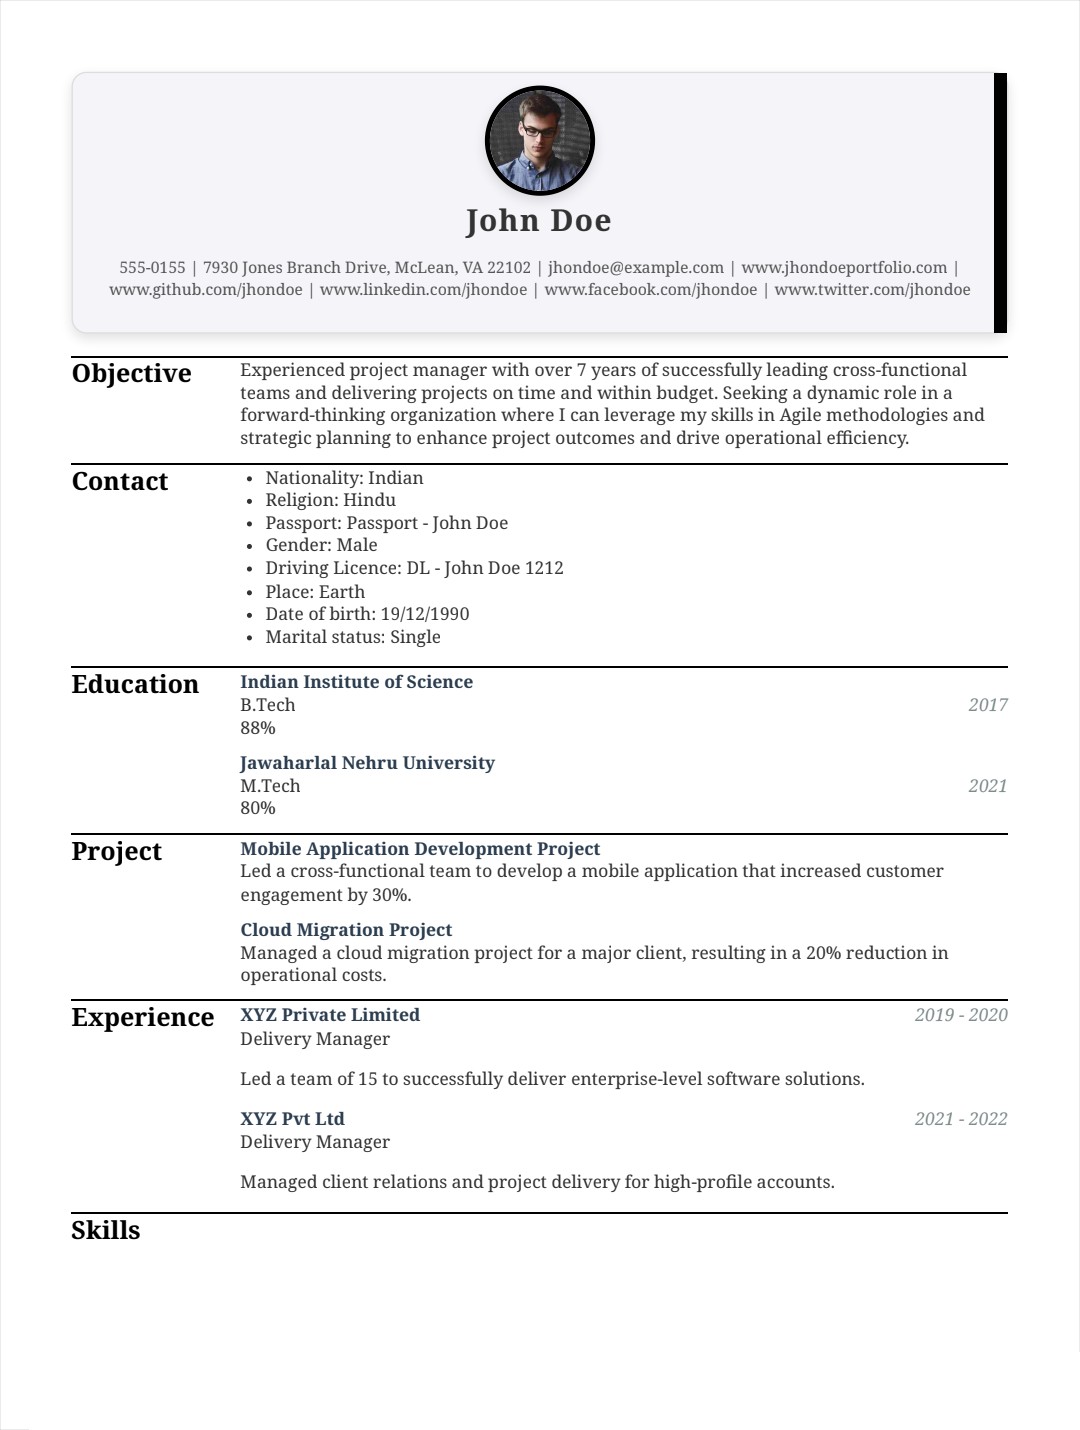 John Doe
555-0155 | 7930 Jones Branch Drive, McLean, VA 22102 | jhondoe@example.com | www.jhondoeportfolio.com |
www.github.com/jhondoe | www.linkedin.com/jhondoe | www.facebook.com/jhondoe | www.twitter.com/jhondoe
Objective
Experienced project manager with over 7 years of successfully leading cross-functional
teams and delivering projects on time and within budget. Seeking a dynamic role in a
forward-thinking organization where I can leverage my skills in Agile methodologies and
strategic planning to enhance project outcomes and drive operational efficiency.
Contact
• Nationality: Indian
• Religion: Hindu
• Passport: Passport - John Doe
• Gender: Male
• Driving Licence: DL - John Doe 1212
• Place: Earth
• Date of birth: 19/12/1990
• Marital status: Single
Education
Indian Institute of Science
B.Tech 2017
88%
Jawaharlal Nehru University
M.Tech 2021
80%
Project
Mobile Application Development Project
Led a cross-functional team to develop a mobile application that increased customer
engagement by 30%.
Cloud Migration Project
Managed a cloud migration project for a major client, resulting in a 20% reduction in
operational costs.
Experience
XYZ Private Limited 2019 - 2020
Delivery Manager
Led a team of 15 to successfully deliver enterprise-level software solutions.
XYZ Pvt Ltd 2021 - 2022
Delivery Manager
Managed client relations and project delivery for high-profile accounts.
Skills